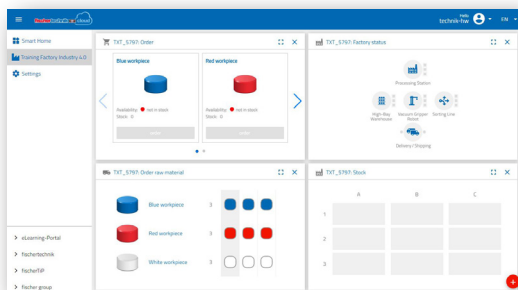 fischertechnik cloud
Hello
technik-fiw
EN
Smart Home
Training Factory Industry 4.0
Settings
eLearning-Portal
fischertechnik
fischerTiP
fischer group
TXT_5797: Order
Blue workpiece
Availability: not in stock
Stock: 0
Red workpiece
Availability: not in stock
Stock: 0
TXT_5797: Factory status
Processing Station
High-Bay Warehouse
Vacuum Gripper Robot
Sorting Line
Delivery / Shipping
TXT_5797: Order raw material
Blue workpiece 3
Red workpiece 3
White workpiece 3
TXT_5797: Stock
A B C
1
2
3